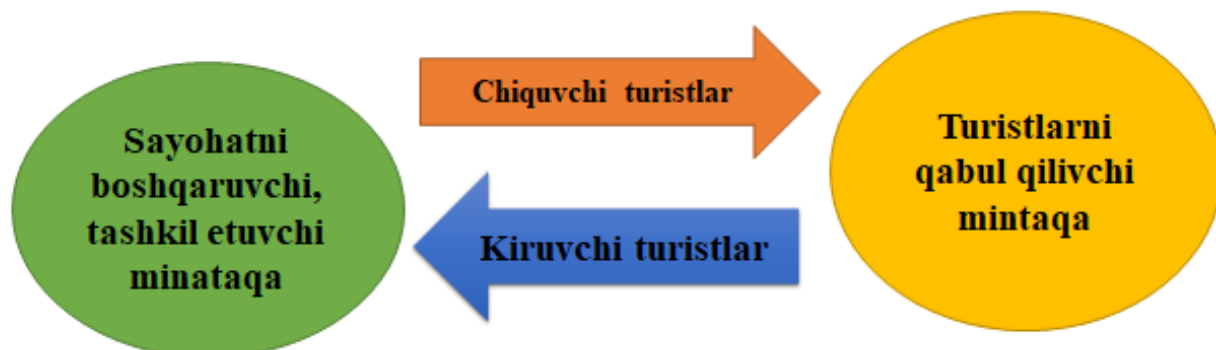 Sayohatni
boshqaruvchi,
tashkil etuvchi
minataqa
Chiquvchi turistlar
Kiruvchi turistlar
Turistlarni
qabul qilivchi
mintaqa